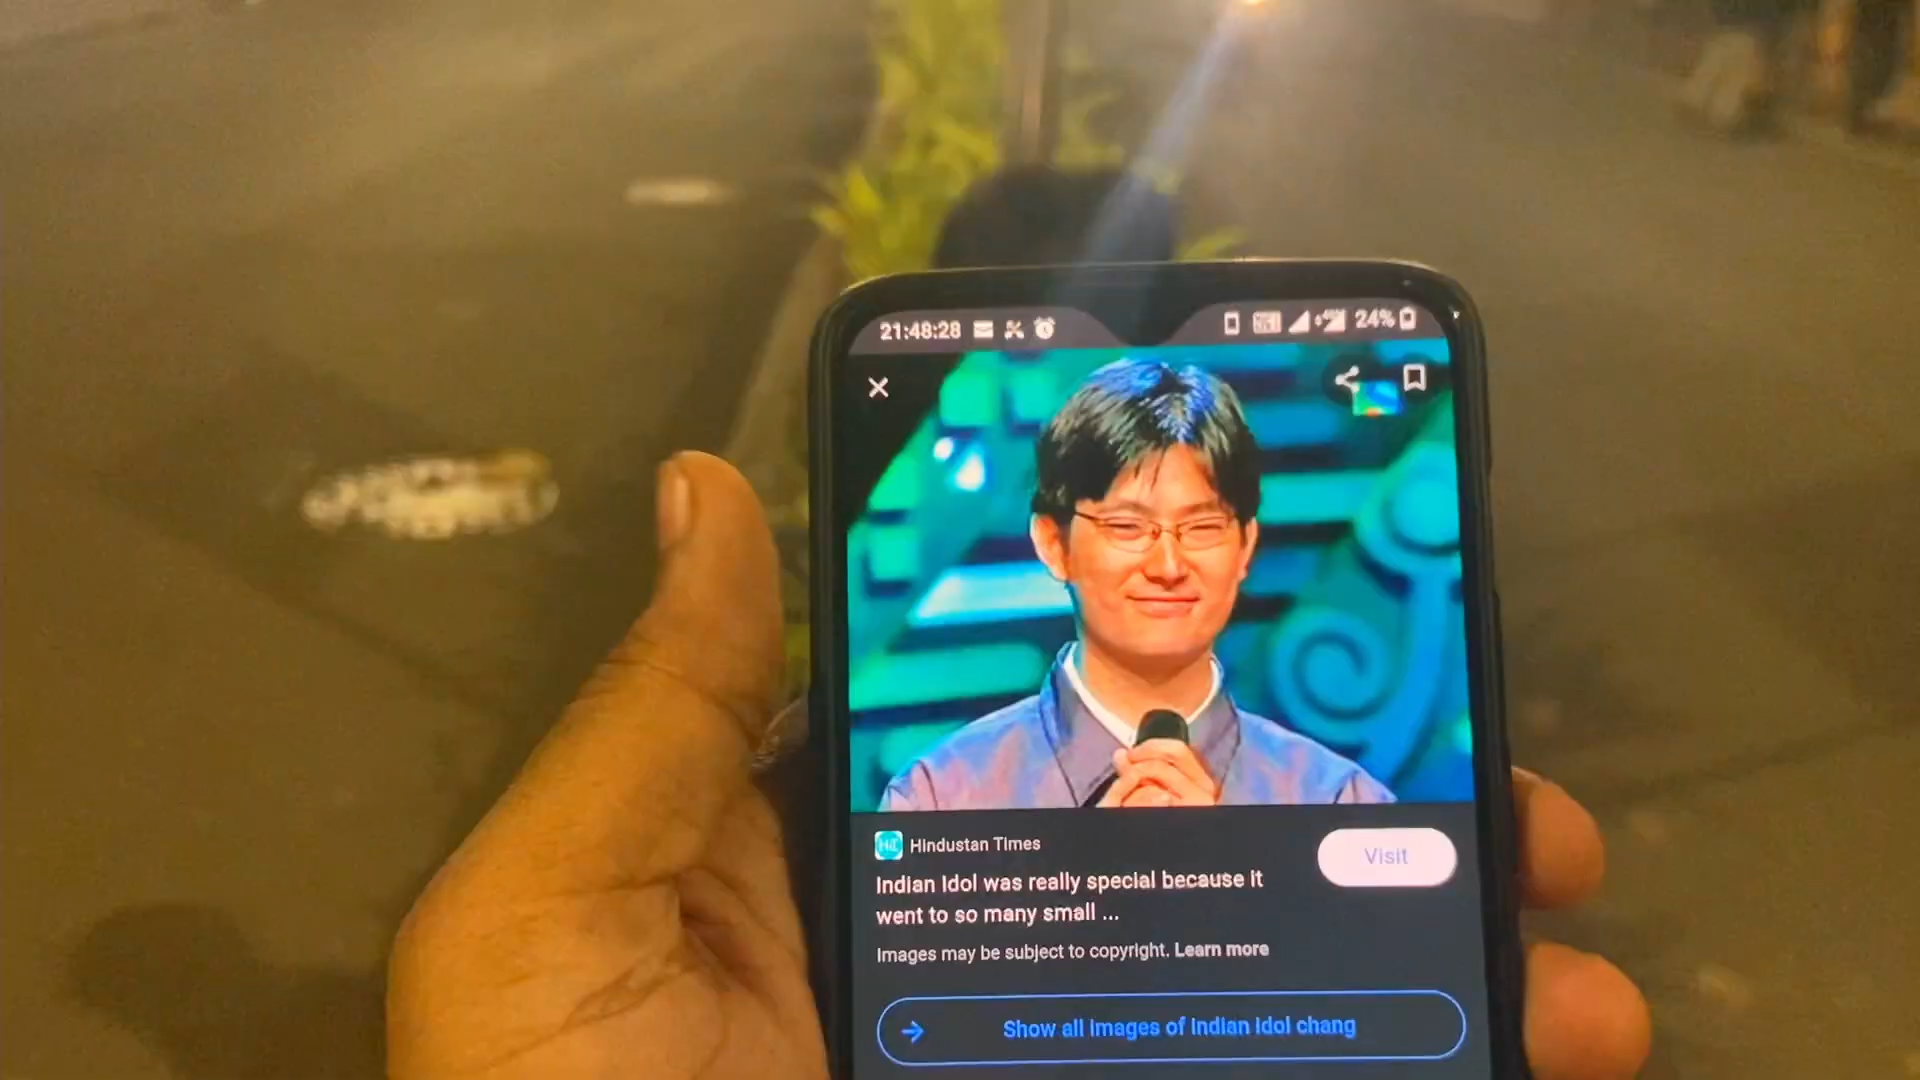 21:48:28
24%
Hindustan Times
Visit
Indian Idol was really special because it
went to so many small ...
Images may be subject to copyright. Learn more
Show all images of indian idol chang